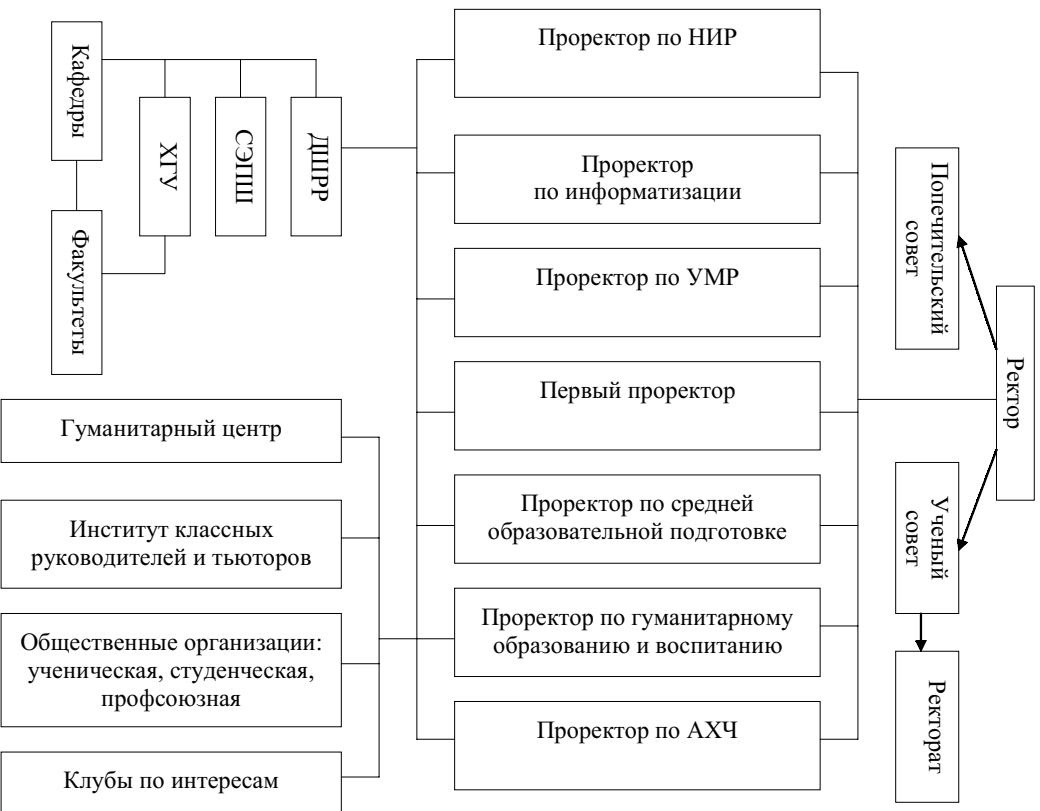 Ректор
Попечительский
совет
Ученый
совет
Ректорат
Проректор по НИР
Проректор
по информатизации
Проректор по УМР
Первый проректор
Проректор по средней
образовательной подготовке
Проректор по гуманитарному
образованию и воспитанию
Проректор по АХЧ
ДШРР
СЭПШ
ХГУ
Кафедры
Факультеты
Гуманитарный центр
Институт классных
руководителей и тьюторов
Общественные организации:
ученическая, студенческая,
профсоюзная
Клубы по интересам